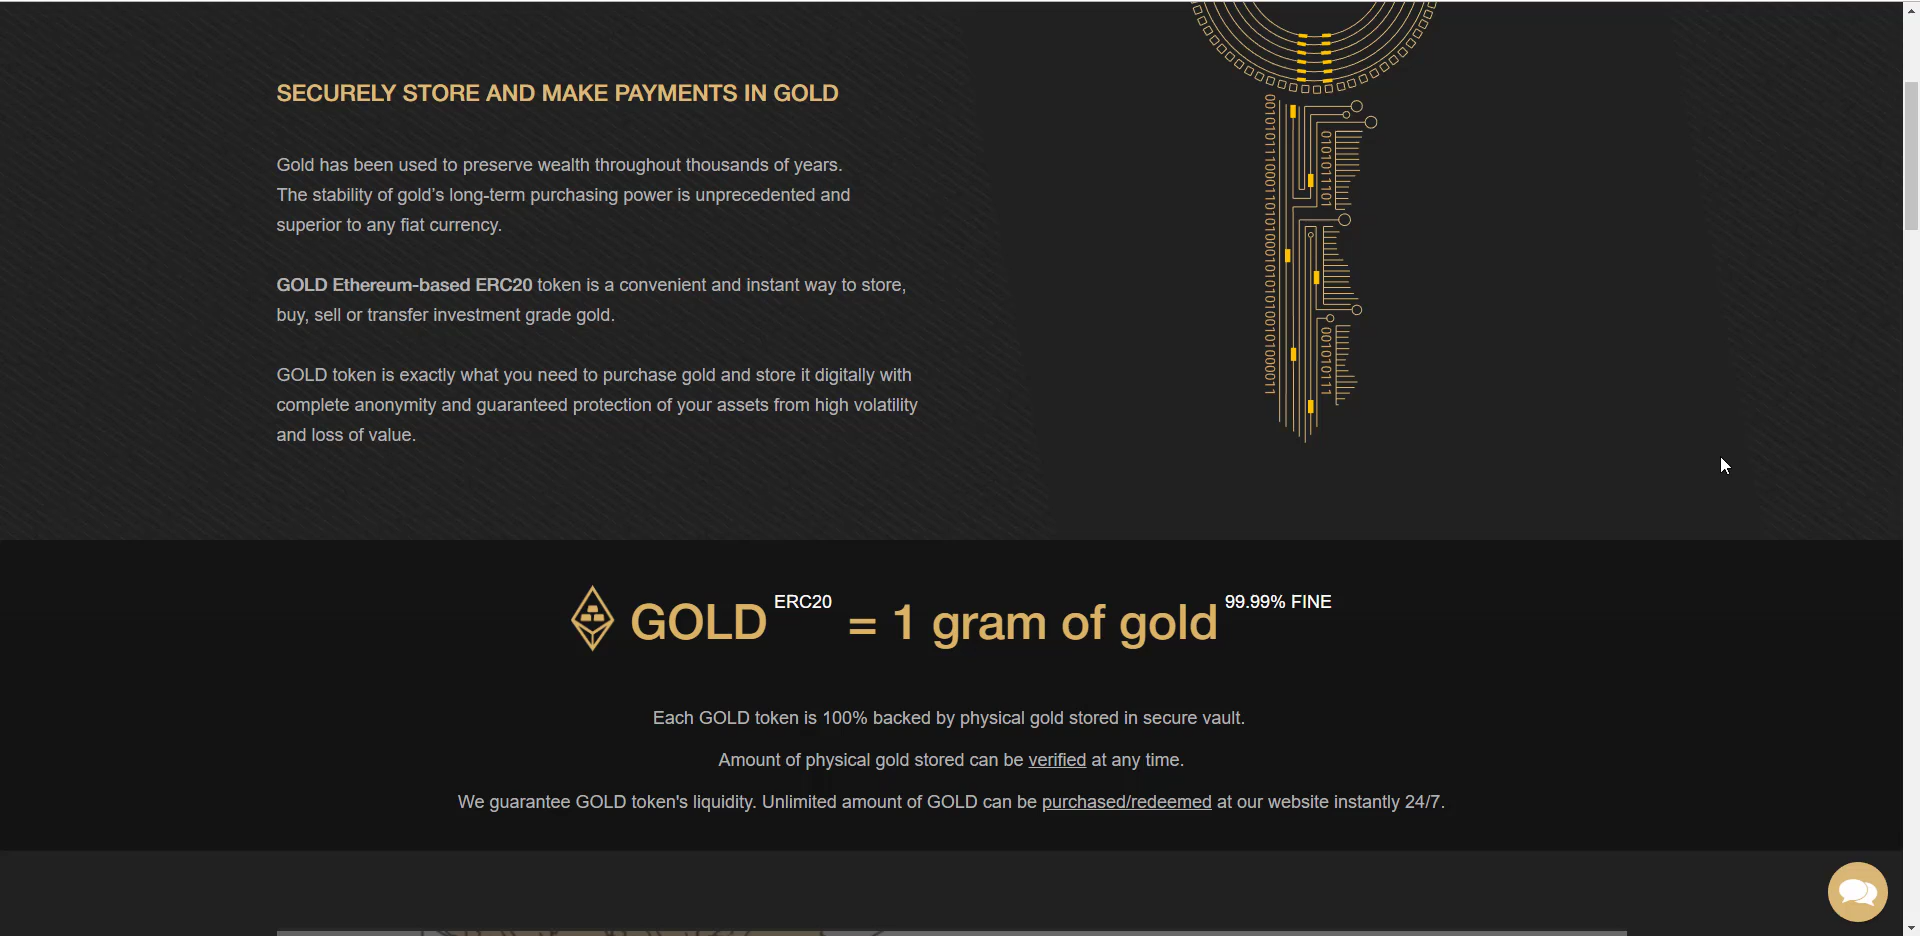 SECURELY STORE AND MAKE PAYMENTS IN GOLD
Gold has been used to preserve wealth throughout thousands of years.
The stability of gold’s long-term purchasing power is unprecedented and
superior to any fiat currency.
GOLD Ethereum-based ERC20 token is a convenient and instant way to store,
buy, sell or transfer investment grade gold.
GOLD token is exactly what you need to purchase gold and store it digitally with
complete anonymity and guaranteed protection of your assets from high volatility
and loss of value.
0101011101
001010111
GOLD ERC20 = 1 gram of gold 99.99% FINE
Each GOLD token is 100% backed by physical gold stored in secure vault.
Amount of physical gold stored can be verified at any time.
We guarantee GOLD token's liquidity. Unlimited amount of GOLD can be purchased/redeemed at our website instantly 24/7.